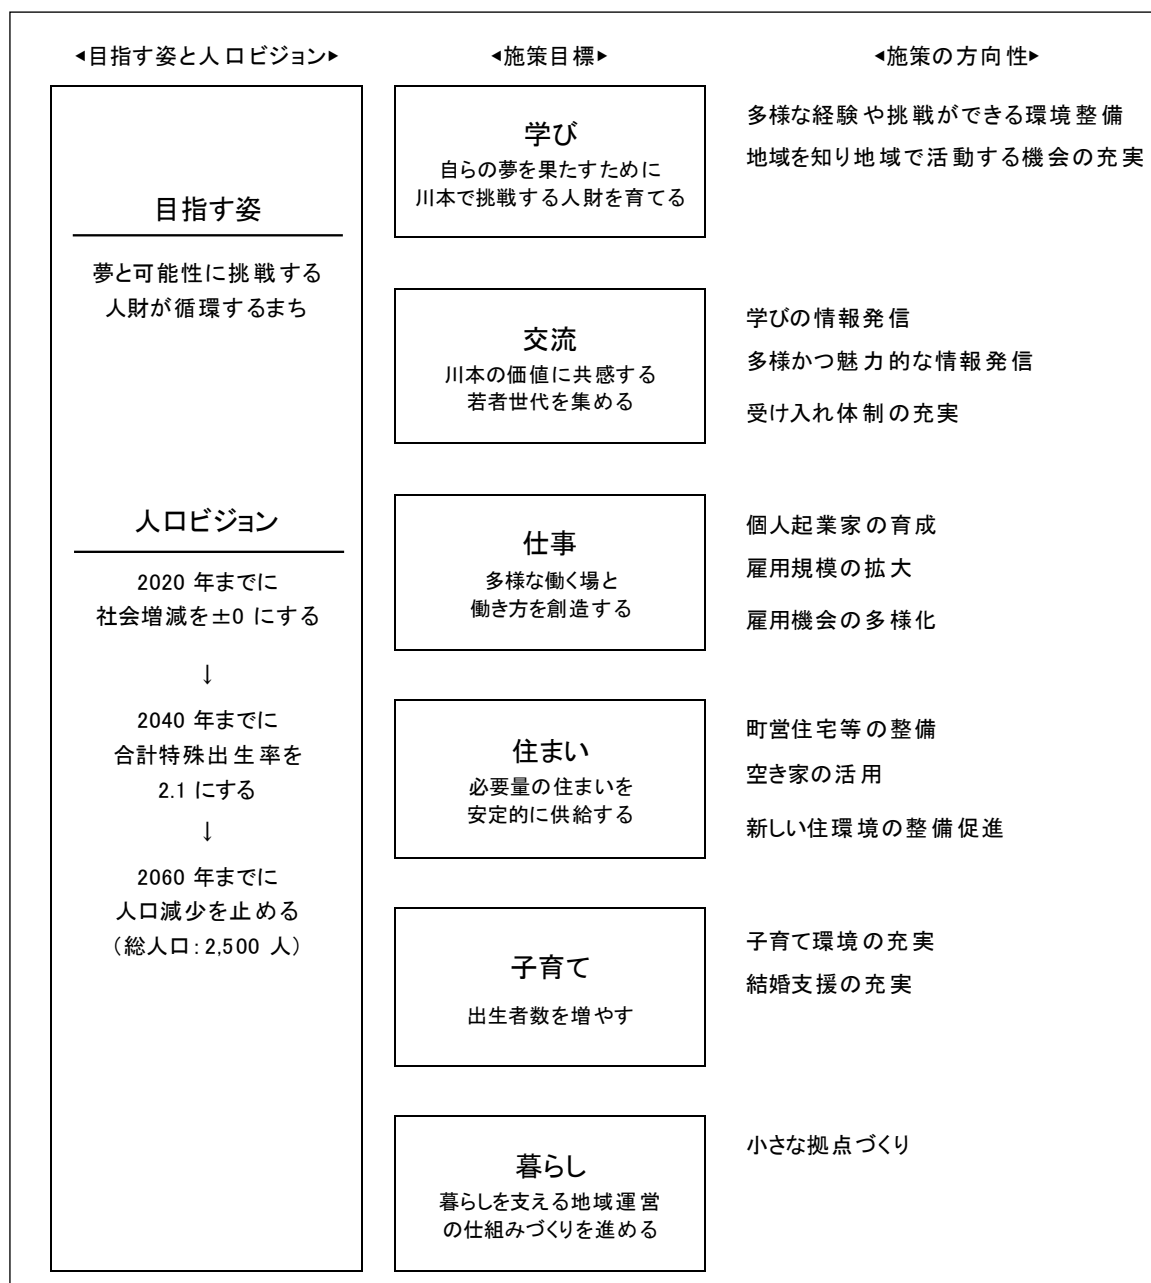 ◂目指す姿と人口ビジョン▸
◂施策目標▸
◂施策の方向性▸
目指す姿
夢と可能性に挑戦する
人財が循環するまち
人口ビジョン
2020 年までに
社会増減を±0 にする
↓
2040 年までに
合計特殊出生率を
2.1 にする
↓
2060 年までに
人口減少を止める
（総人口：2,500 人）
学び
自らの夢を果たすために
川本で挑戦する人財を育てる
多様な経験や挑戦ができる環境整備
地域を知り地域で活動する機会の充実
交流
川本の価値に共感する
若者世代を集める
学びの情報発信
多様かつ魅力的な情報発信
受け入れ体制の充実
仕事
多様な働く場と
働き方を創造する
個人起業家の育成
雇用規模の拡大
雇用機会の多様化
住まい
必要量の住まいを
安定的に供給する
町営住宅等の整備
空き家の活用
新しい住環境の整備促進
子育て
出生者数を増やす
子育て環境の充実
結婚支援の充実
暮らし
暮らしを支える地域運営
の仕組みづくりを進める
小さな拠点づくり